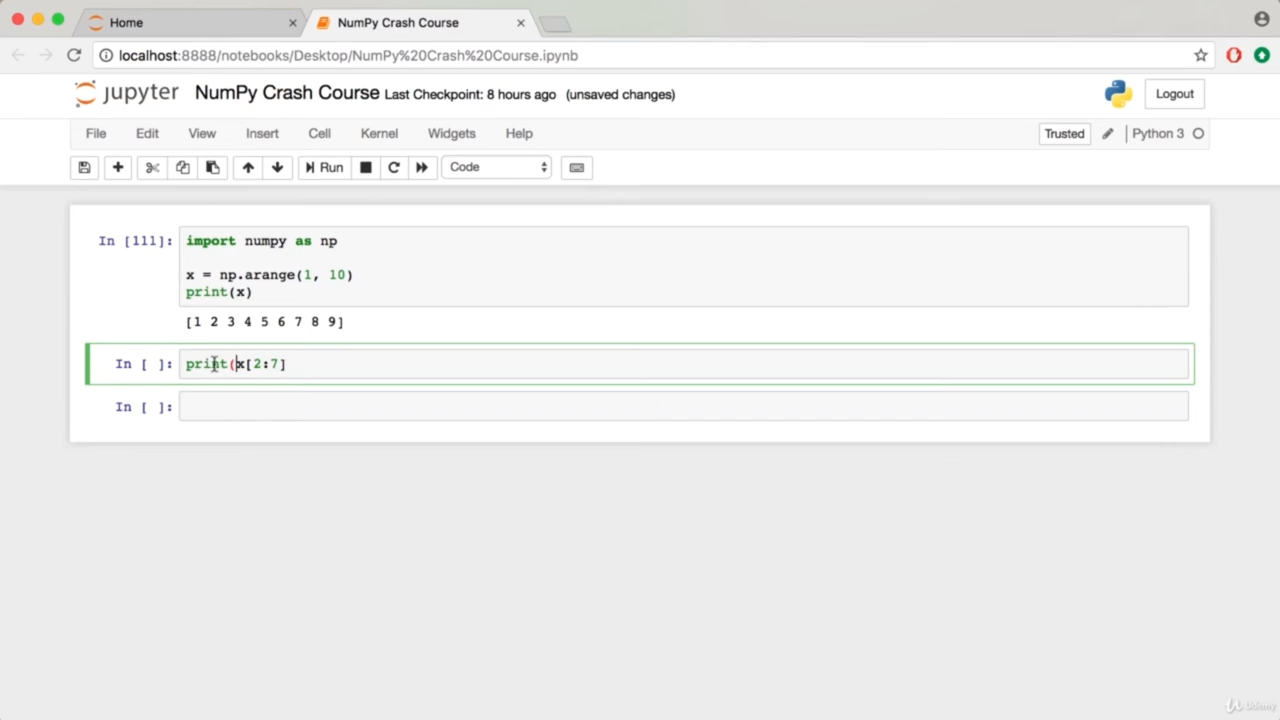 Home
NumPy Crash Course
localhost:8888/notebooks/Desktop/NumPy%20Crash%20Course.ipynb
jupyter NumPy Crash Course Last Checkpoint: 8 hours ago (unsaved changes) Logout
File Edit View Insert Cell Kernel Widgets Help Trusted Python 3
Run Code
In [111]: import numpy as np
x = np.arange(1, 10)
print(x)
[1 2 3 4 5 6 7 8 9]
In [ ]: print(x[2:7]
In [ ]:
Udemy